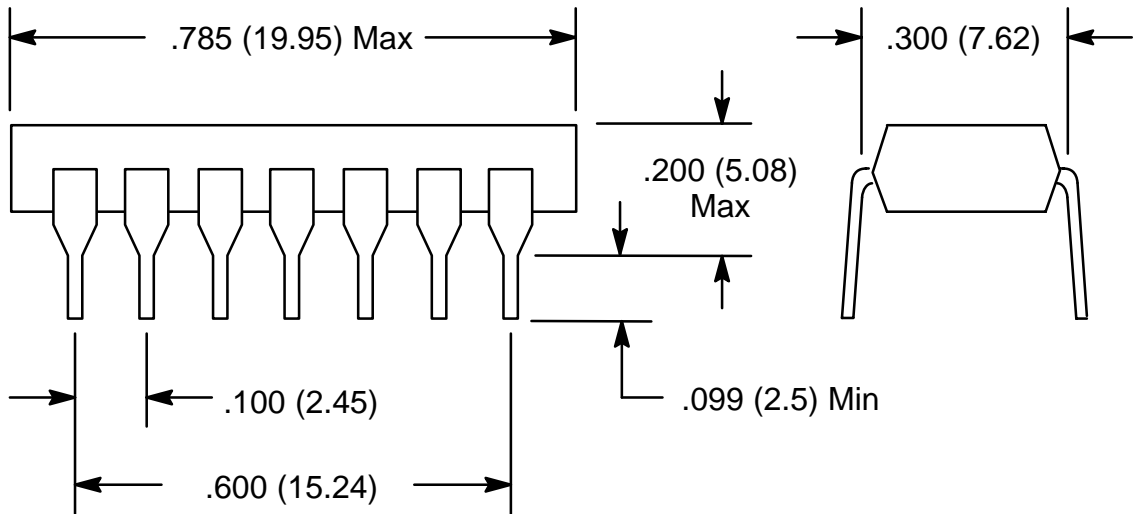 .785 (19.95) Max
.300 (7.62)
.200 (5.08)
Max
.100 (2.45)
.099 (2.5) Min
.600 (15.24)